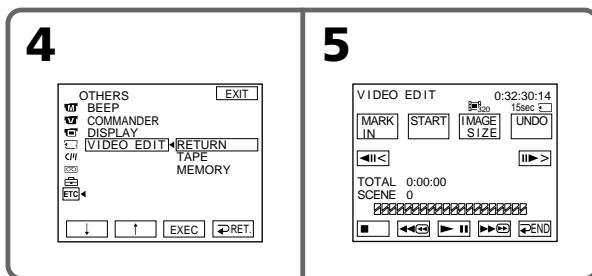 4
OTHERS EXIT
BEEP
COMMANDER
DISPLAY
VIDEO EDIT RETURN
TAPE
MEMORY
ETC
↓ ↑ EXEC RET.
5
VIDEO EDIT 0:32:30:14
320 15sec
MARK IN START IMAGE SIZE UNDO
TOTAL 0:00:00
SCENE 0
END